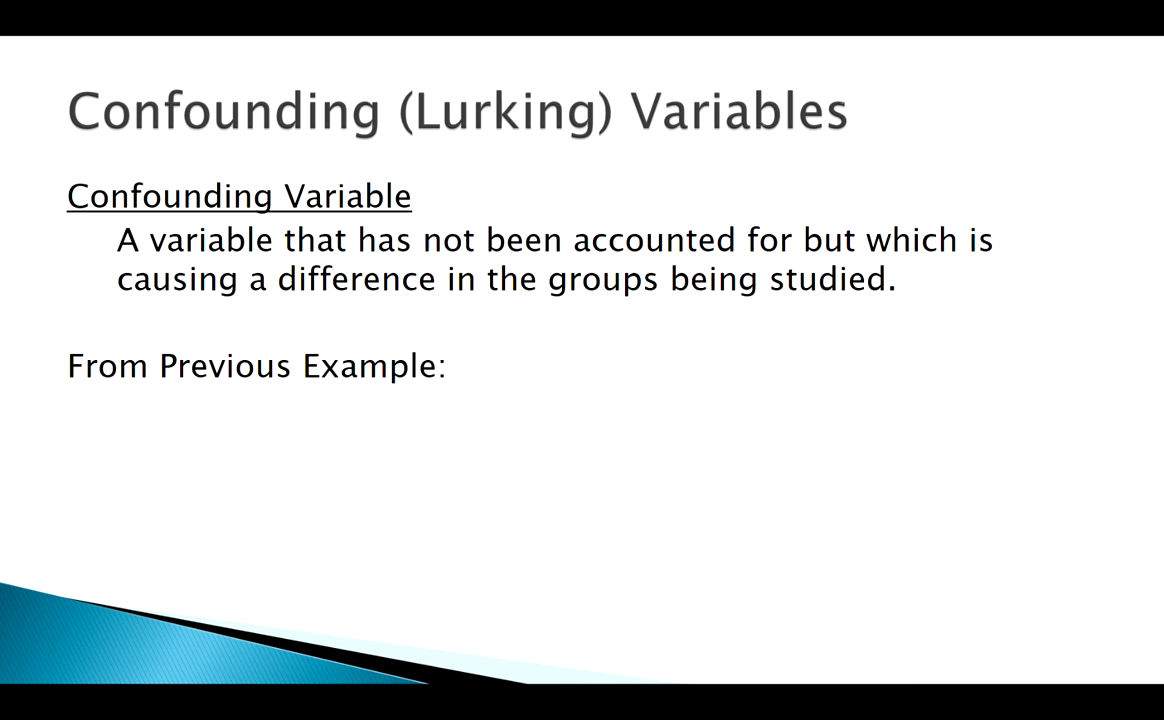 Confounding (Lurking) Variables
Confounding Variable
A variable that has not been accounted for but which is
causing a difference in the groups being studied.
From Previous Example: